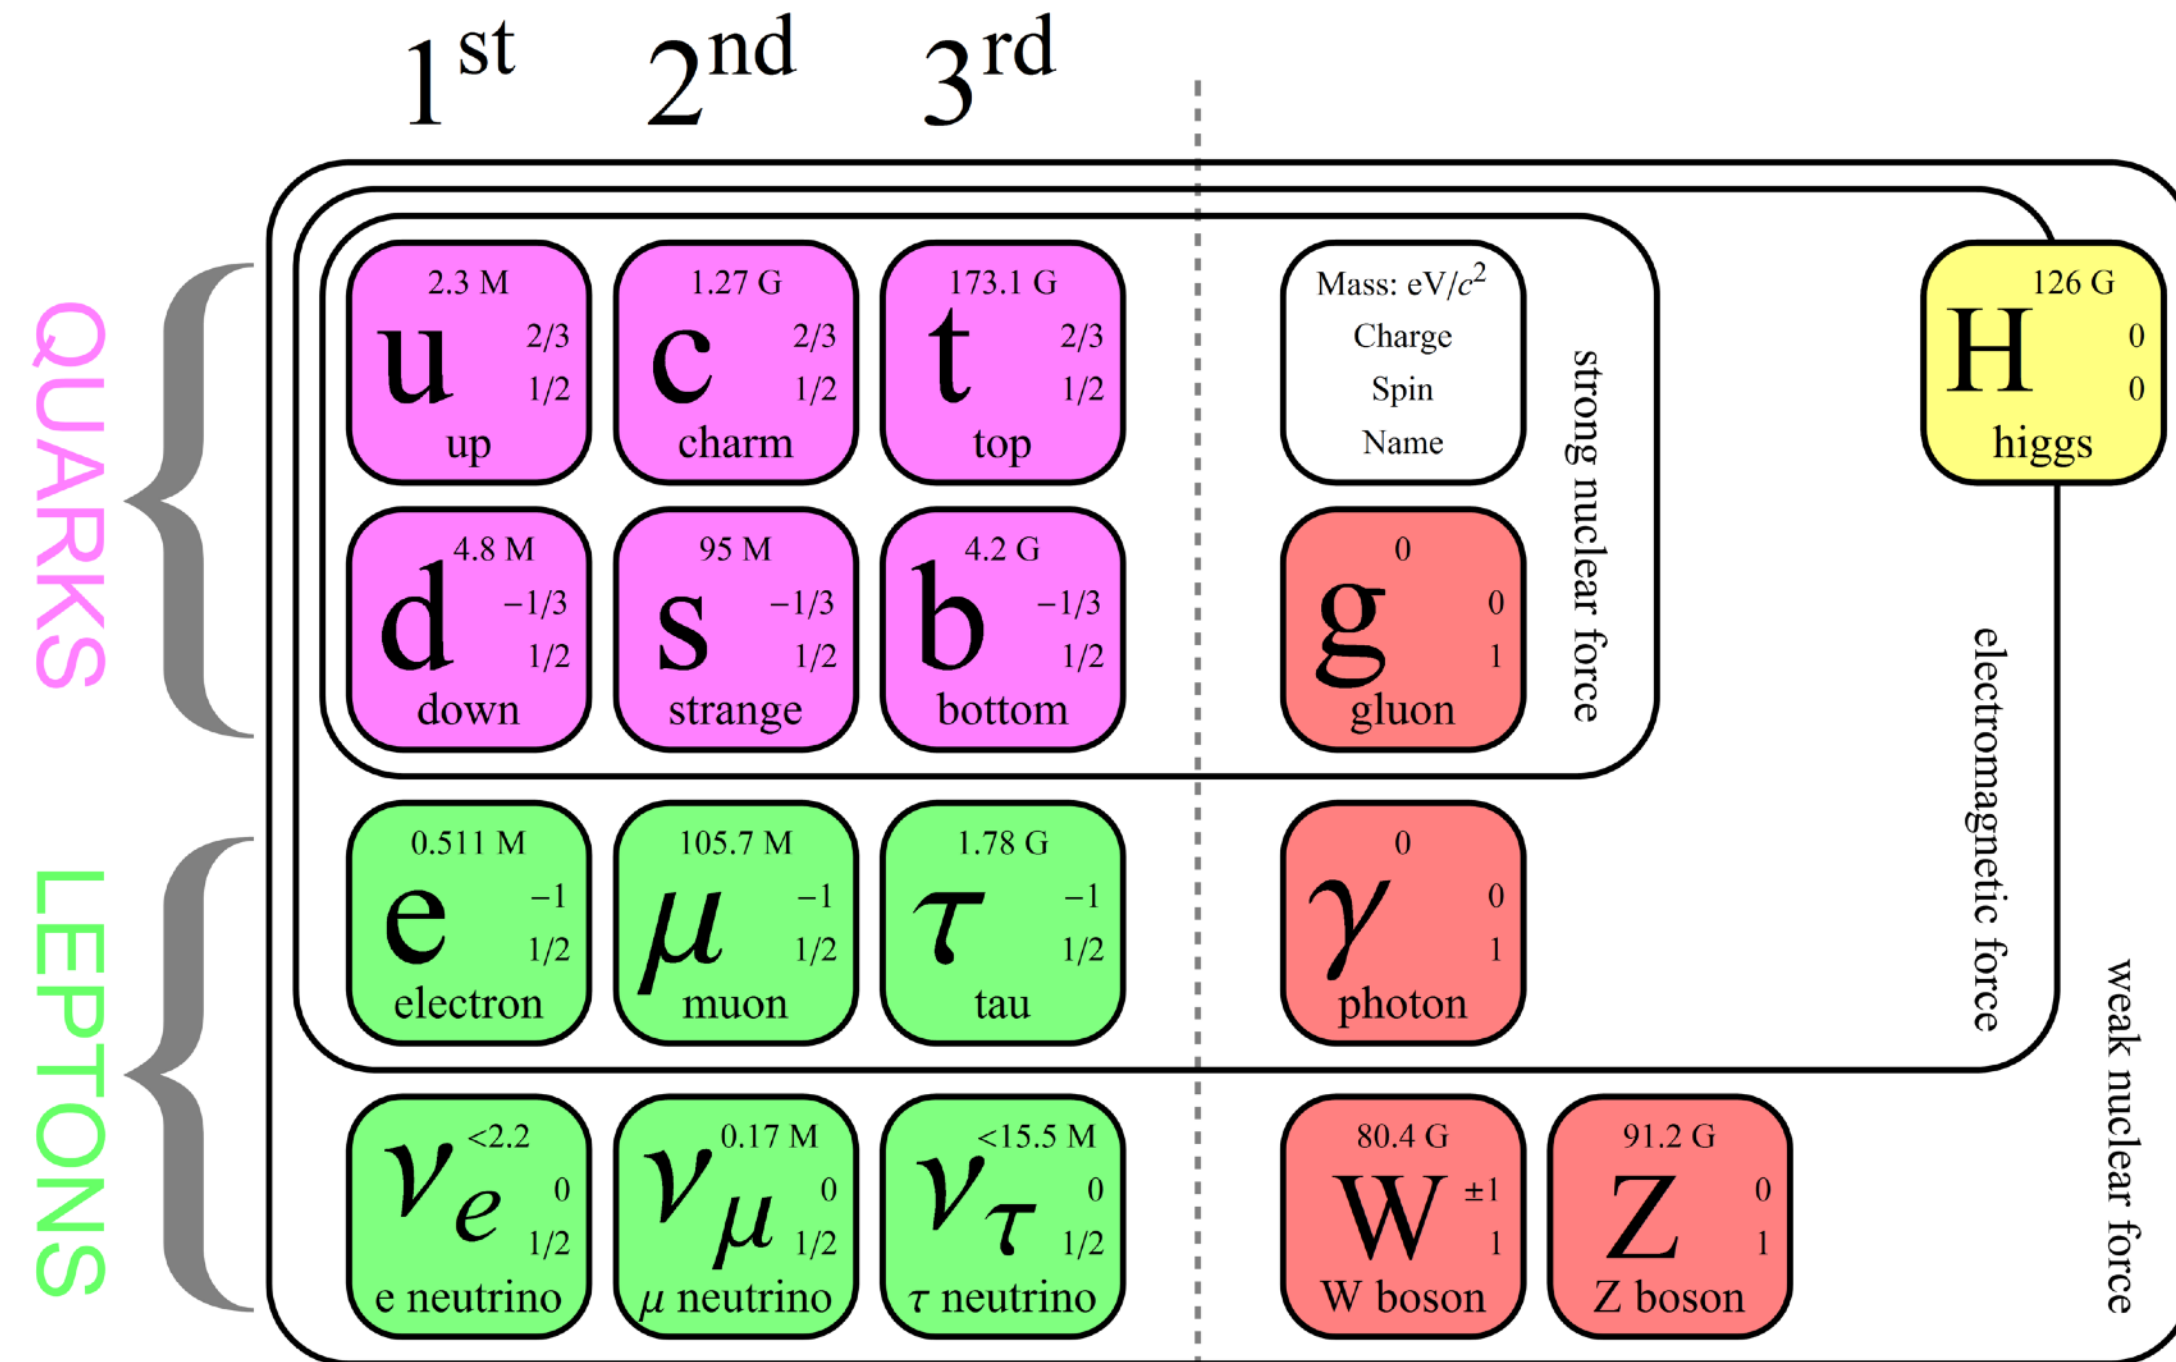 1st 2nd 3rd
QUARKS
2.3 M
u
2/3
1/2
up
1.27 G
c
2/3
1/2
charm
173.1 G
t
2/3
1/2
top
Mass: eV/c2
Charge
Spin
Name
126 G
H
0
0
higgs
4.8 M
d
−1/3
1/2
down
95 M
s
−1/3
1/2
strange
4.2 G
b
−1/3
1/2
bottom
0
g
0
1
gluon
strong nuclear force
LEPTONS
0.511 M
e
−1
1/2
electron
105.7 M
μ
−1
1/2
muon
1.78 G
τ
−1
1/2
tau
0
γ
0
1
photon
electromagnetic force
<2.2
νe
0
1/2
e neutrino
0.17 M
νμ
0
1/2
μ neutrino
<15.5 M
ντ
0
1/2
τ neutrino
80.4 G
W
±1
1
W boson
91.2 G
Z
0
1
Z boson
weak nuclear force